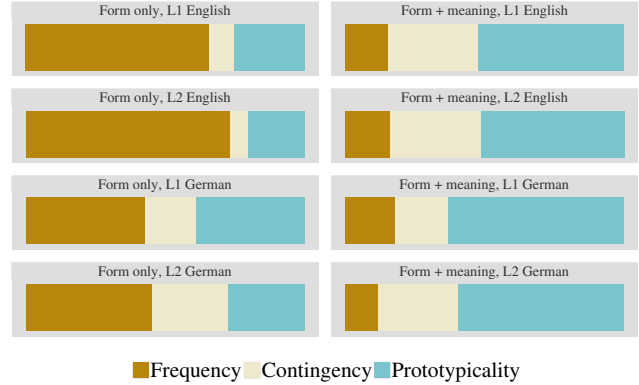 Form only, L1 English
Form + meaning, L1 English
Form only, L2 English
Form + meaning, L2 English
Form only, L1 German
Form + meaning, L1 German
Form only, L2 German
Form + meaning, L2 German
Frequency Contingency Prototypicality